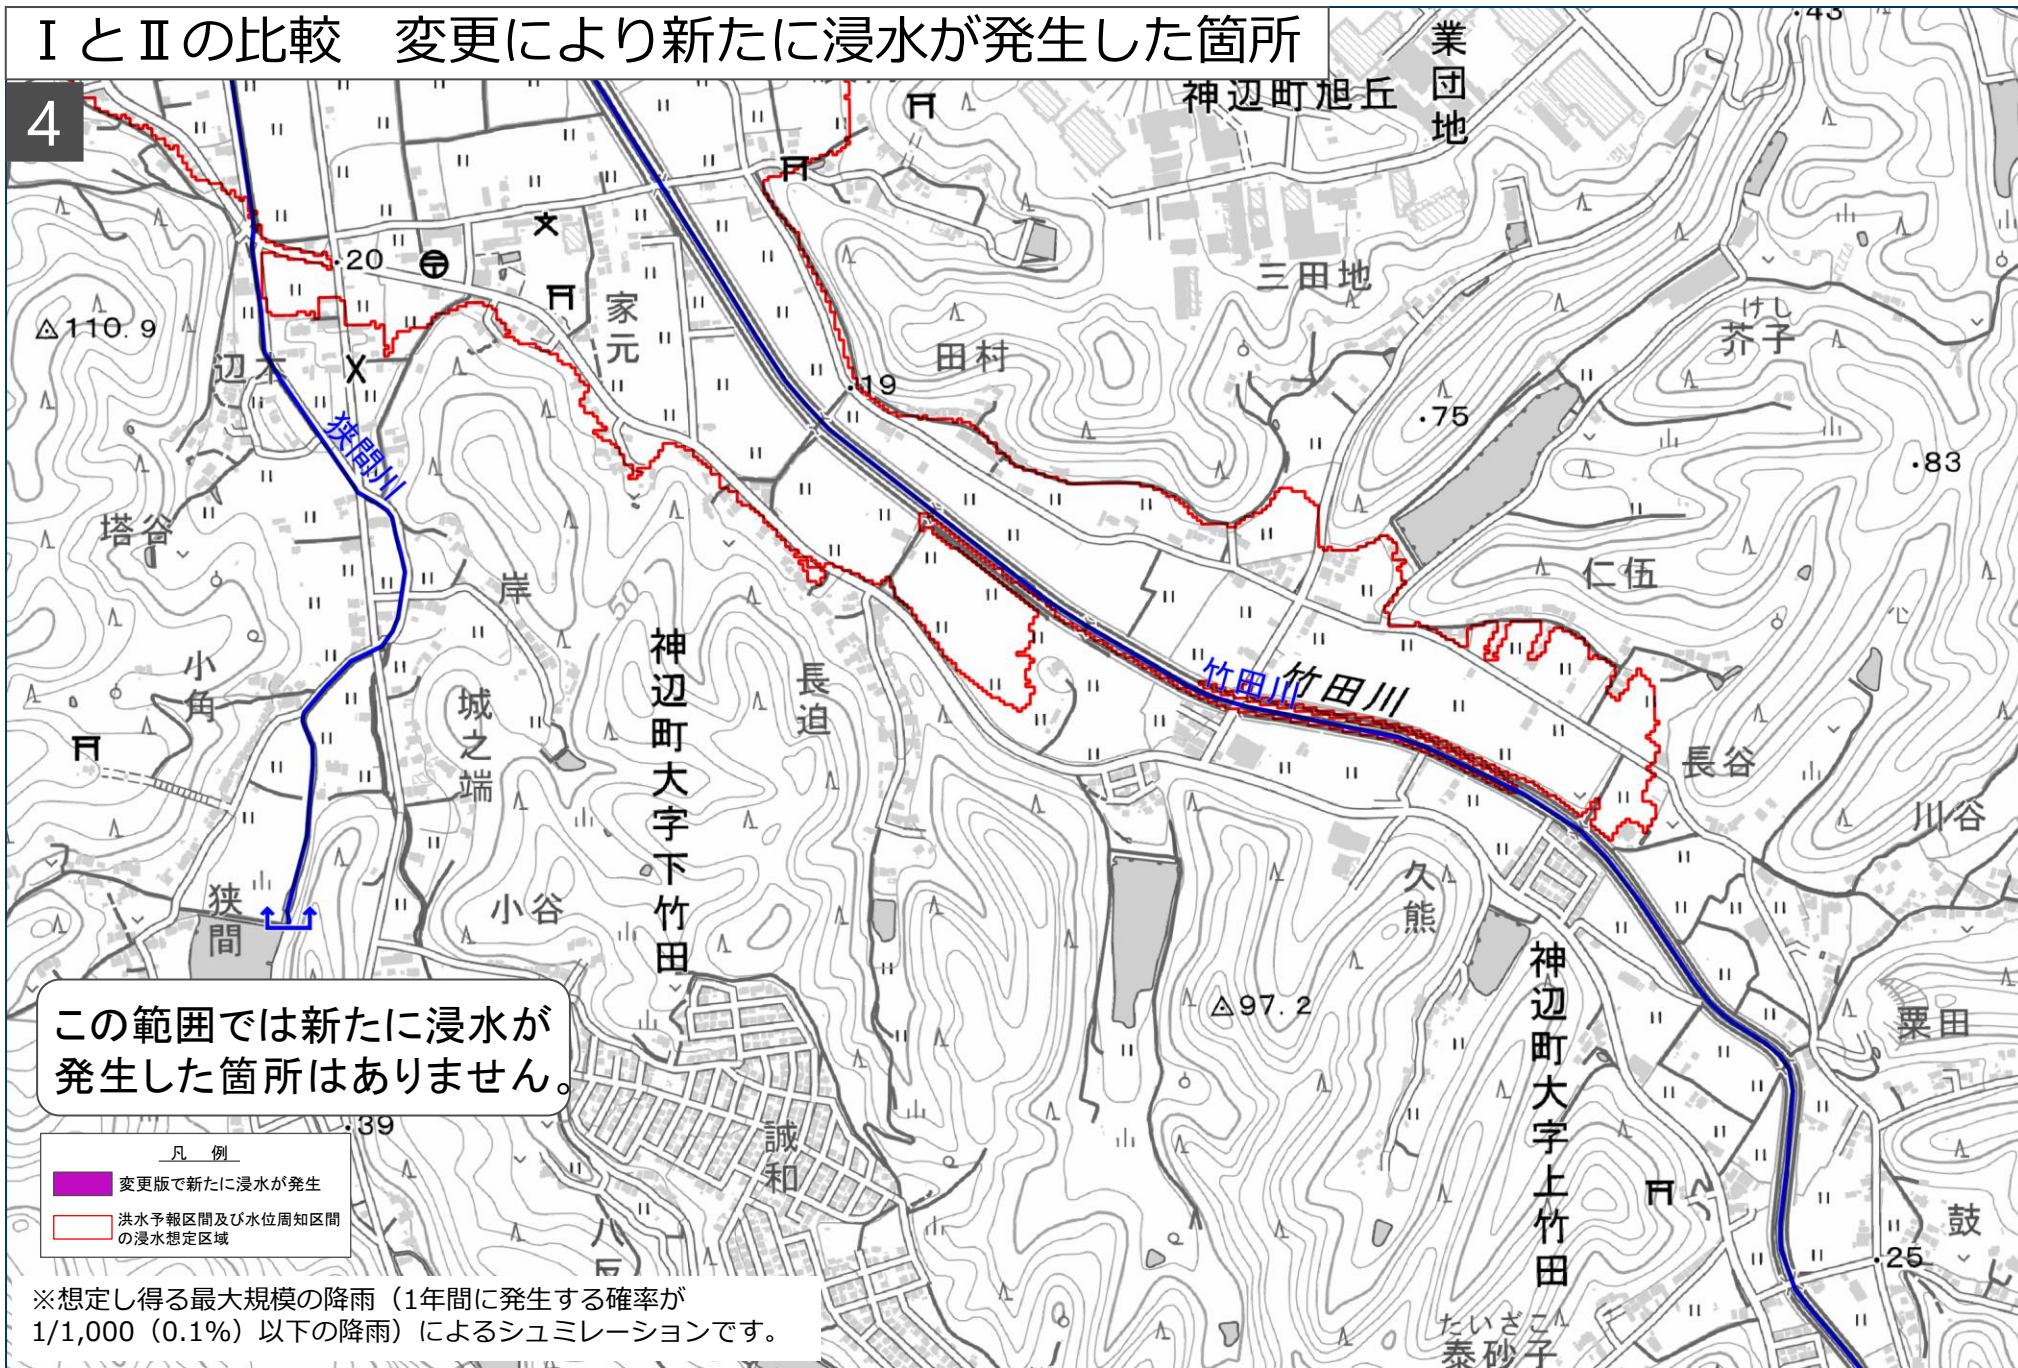 ⅠとⅡの比較　変更により新たに浸水が発生した箇所
4
業団地
神辺町旭丘
・43
・20
家元
三田地
けし
芥子
△110.9
辺木
田村
・19
・75
・83
狭間川
塔谷
岸
50
仁伍
小角
城之端
神辺町大字下竹田
長迫
竹田川
竹田川
長谷
川谷
狭間
小谷
久熊
△97.2
神辺町大字上竹田
粟田
この範囲では新たに浸水が
発生した箇所はありません。
・39
誠和
凡　例
変更版で新たに浸水が発生
洪水予報区間及び水位周知区間
の浸水想定区域
八反
鼓
・25
※想定し得る最大規模の降雨（1年間に発生する確率が
1/1,000（0.1%）以下の降雨）によるシュミレーションです。
たいざこ
泰砂子